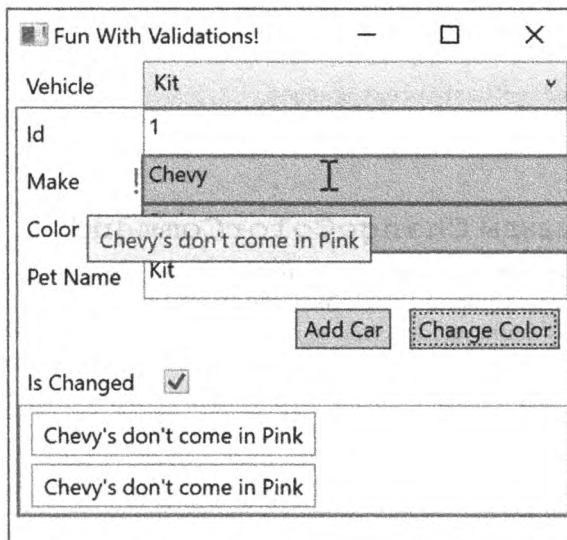 Fun With Validations!
Vehicle Kit
Id 1
Make ! Chevy
Color
Chevy's don't come in Pink
Pet Name Kit
Add Car Change Color
Is Changed
Chevy's don't come in Pink
Chevy's don't come in Pink